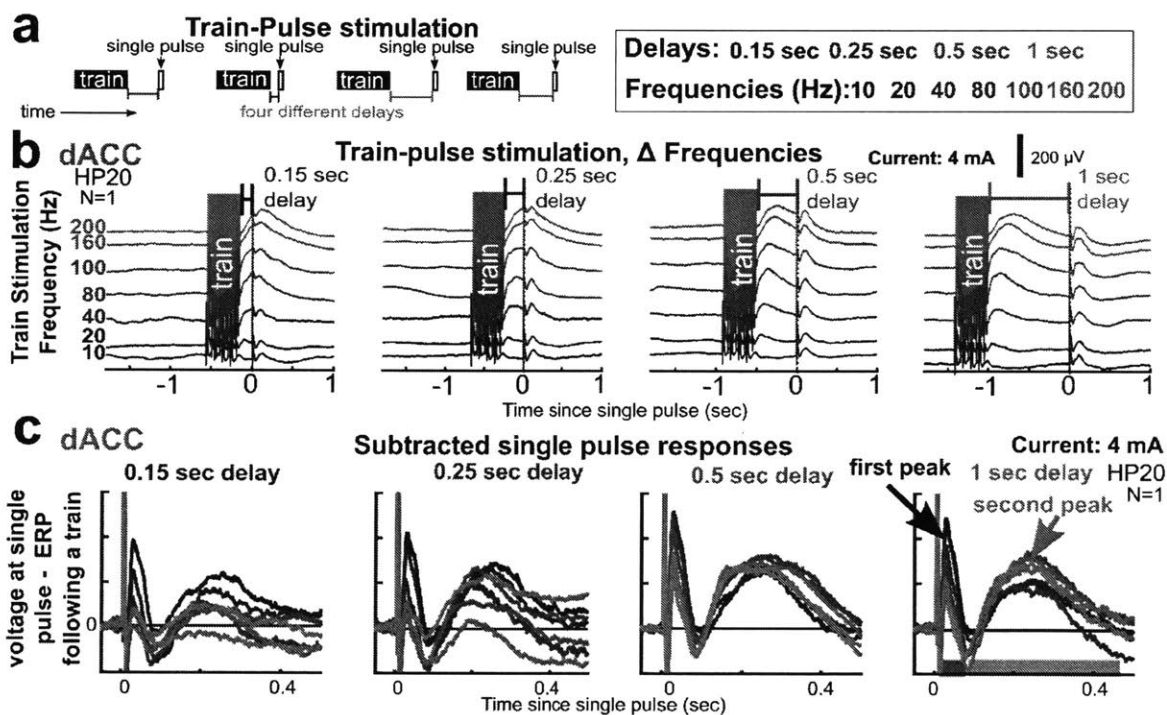 a
Train-Pulse stimulation
single pulse single pulse single pulse single pulse
train train train train
time
four different delays
Delays: 0.15 sec 0.25 sec 0.5 sec 1 sec
Frequencies (Hz):10 20 40 80 100 160 200
b
dACC
HP20
N=1
Train-pulse stimulation, Δ Frequencies
Current: 4 mA
200 µV
Train Stimulation
Frequency (Hz)
200
160
100
80
40
20
10
0.15 sec
delay
train
-1 0 1
0.25 sec
delay
train
-1 0 1
0.5 sec
delay
train
-1 0 1
1 sec
delay
train
-1 0 1
Time since single pulse (sec)
c
dACC
Subtracted single pulse responses
Current: 4 mA
HP20
N=1
0.15 sec delay
0.25 sec delay
0.5 sec delay
1 sec delay
first peak
second peak
voltage at single
pulse - ERP
following a train
0
0 0.4
0 0.4
0 0.4
0 0.4
Time since single pulse (sec)